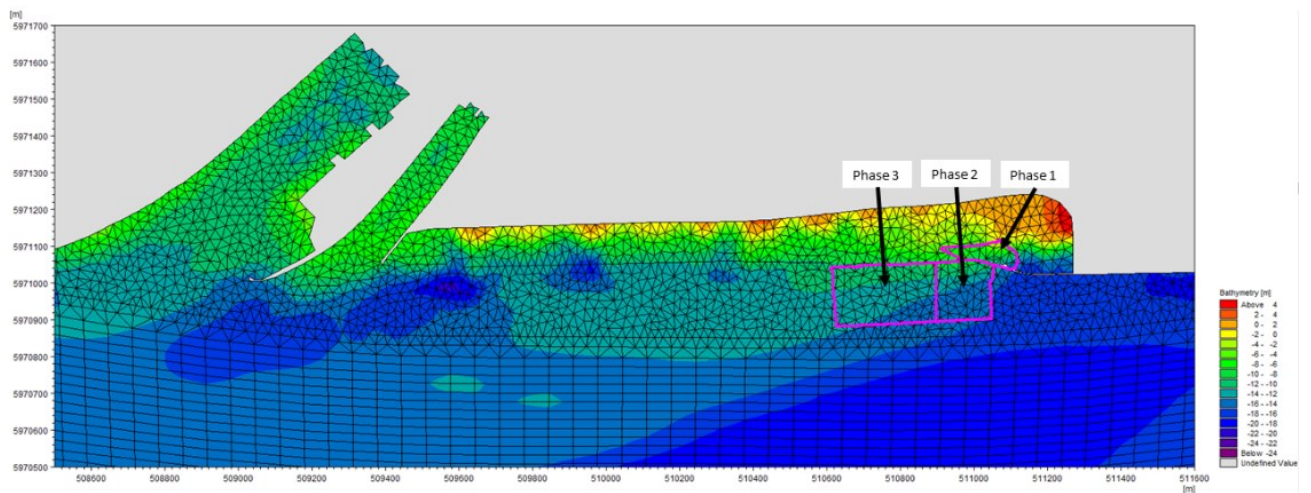 [m]
5971700
5971600
5971500
5971400
5971300
5971200
5971100
5971000
5970900
5970800
5970700
5970600
5970500
Phase 3
Phase 2
Phase 1
508600 508800 509000 509200 509400 509600 509800 510000 510200 510400 510600 510800 511000 511200 511400 511600
[m]
Bathymetry [m]
Above 4
2 - 4
0 - 2
-2 - 0
-4 - -2
-6 - -4
-8 - -6
-10 - -8
-12 - -10
-14 - -12
-16 - -14
-18 - -16
-20 - -18
-22 - -20
-24 - -22
Below -24
Undefined Value